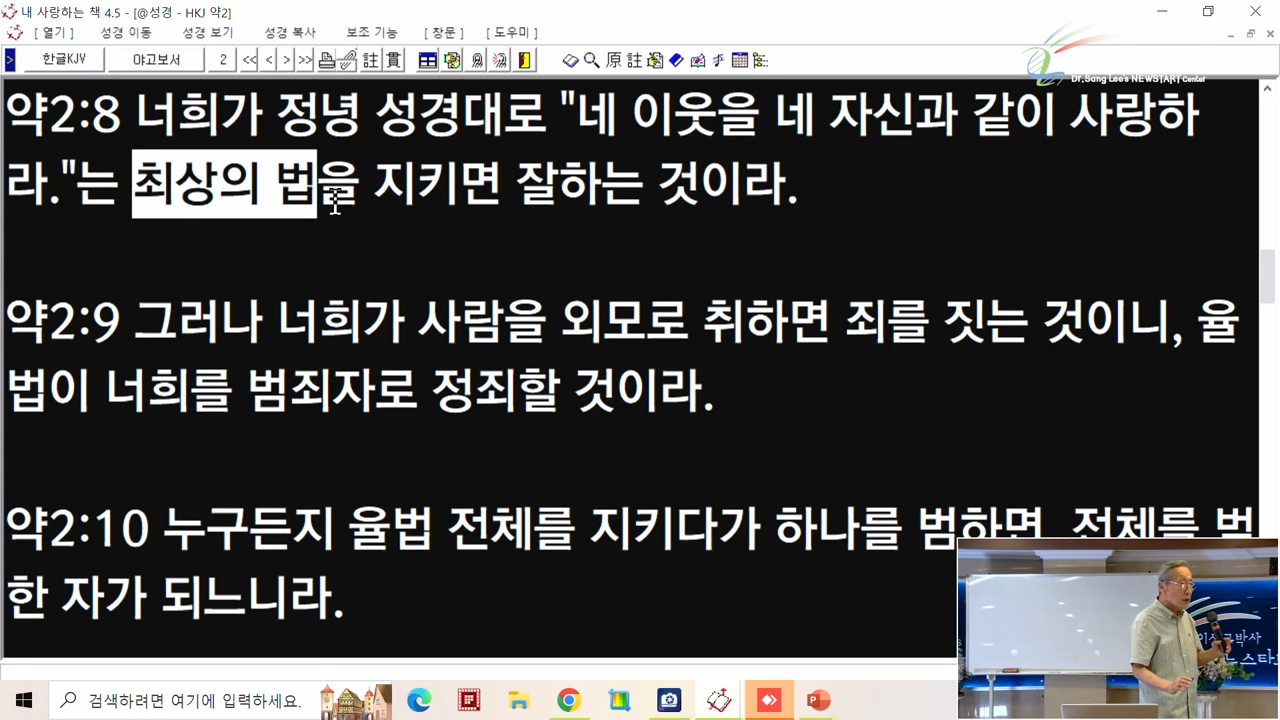 내 사랑하는 책 4.5 - [@성경 - HKJ 약2]
[ 열기 ] 성경 이동 성경 보기 성경 복사 보조 기능 [ 창문 ] [ 도우미 ]
> 한글KJV 야고보서 2 << < > >> 註 貫 原 註
Dr.Sang Lee's NEWSTART Center
약2:8 너희가 정녕 성경대로 "네 이웃을 네 자신과 같이 사랑하
라."는 최상의 법을 지키면 잘하는 것이라.
약2:9 그러나 너희가 사람을 외모로 취하면 죄를 짓는 것이니, 율
법이 너희를 범죄자로 정죄할 것이라.
약2:10 누구든지 율법 전체를 지키다가 하나를 범하면, 전체를 범
한 자가 되느니라.
검색하려면 여기에 입력하세요.